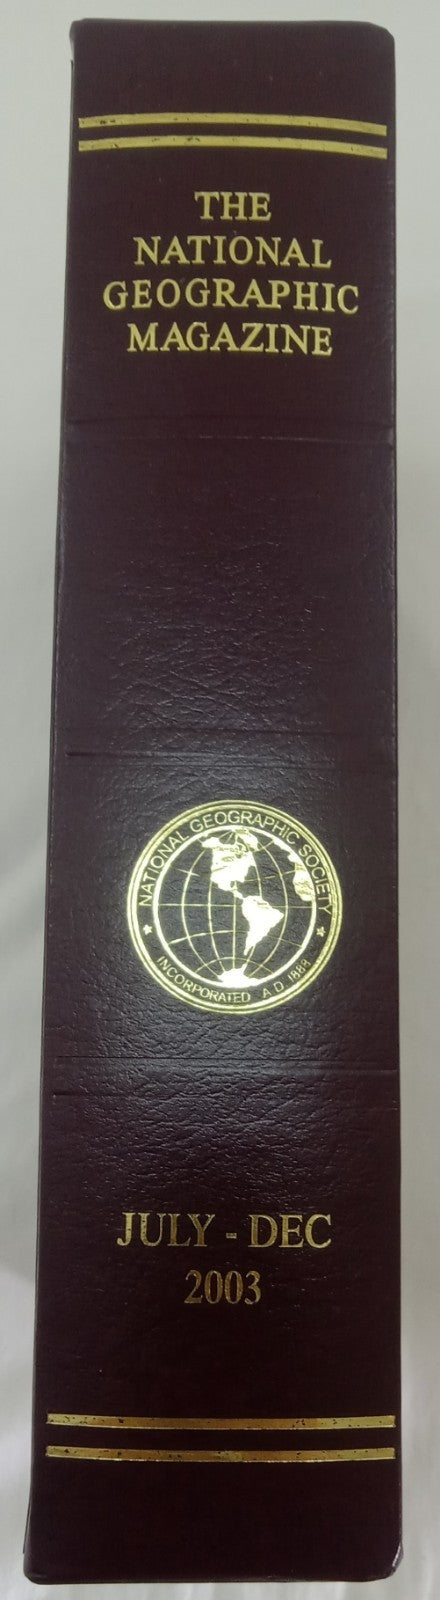 THE
NATIONAL
GEOGRAPHIC
MAGAZINE
NATIONAL GEOGRAPHIC SOCIETY
INCORPORATED A.D. 1888
JULY - DEC
2003